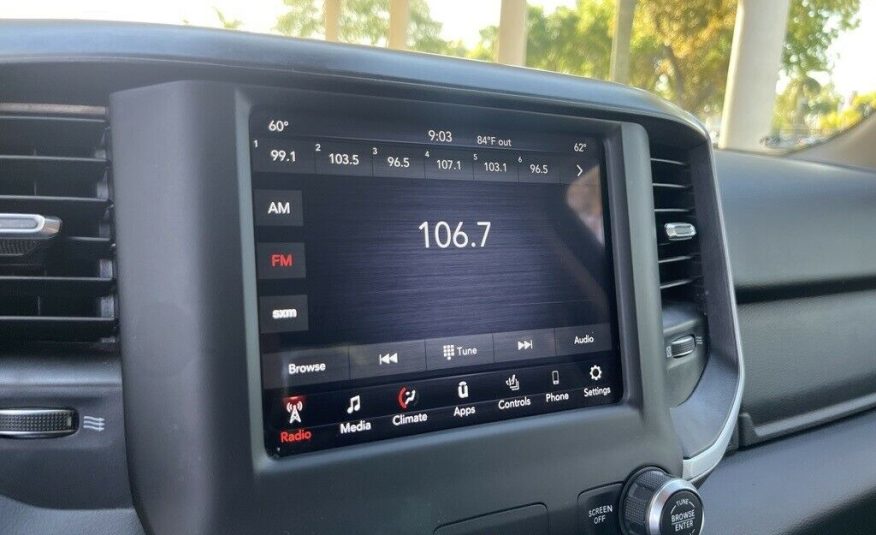 60° 9:03 84°F out 62°
1 99.1 2 103.5 3 96.5 4 107.1 5 103.1 6 96.5
AM
106.7
FM
sxm
Browse Tune Audio
Radio Media Climate Apps Controls Phone Settings
SCREEN OFF
TUNE
BROWSE
ENTER